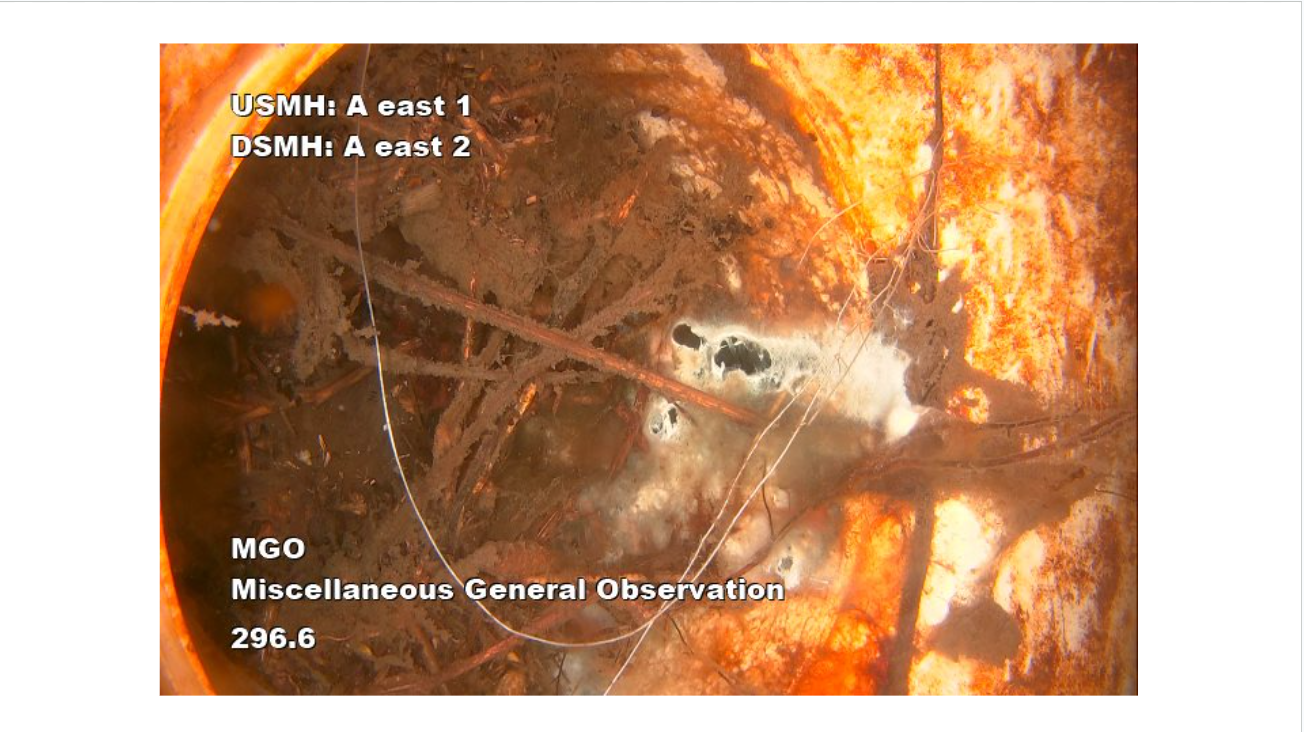 USMH: A east 1
DSMH: A east 2
MGO
Miscellaneous General Observation
296.6